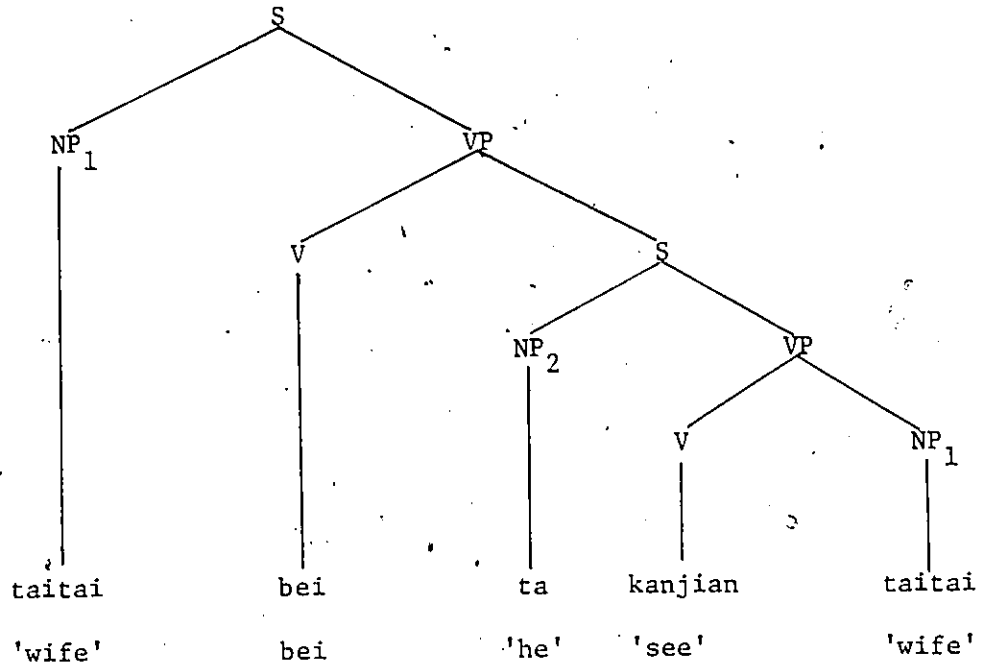 S
NP₁ VP
V S
NP₂ VP
V NP₁
taitai bei ta kanjian taitai
'wife' bei 'he' 'see' 'wife'